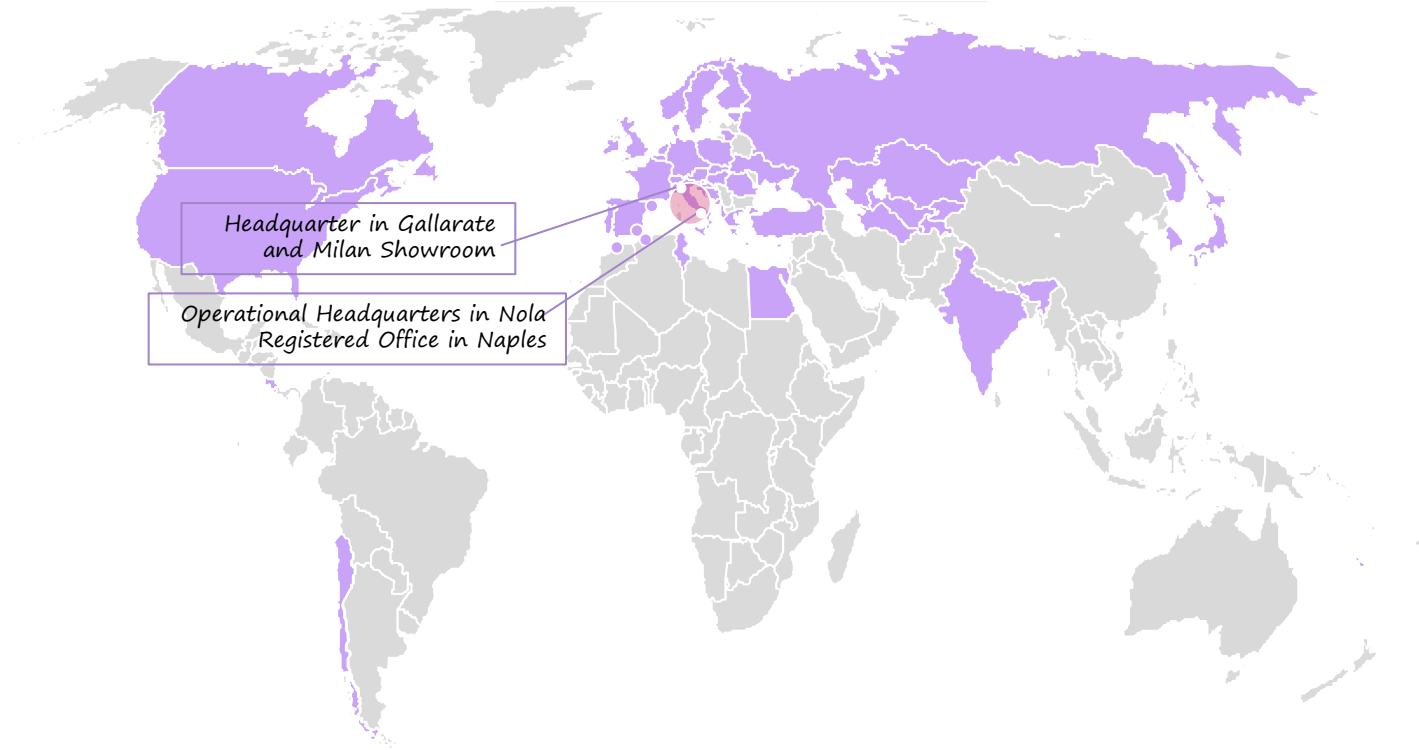 Headquarter in Gallarate
and Milan Showroom
Operational Headquarters in Nola
Registered Office in Naples